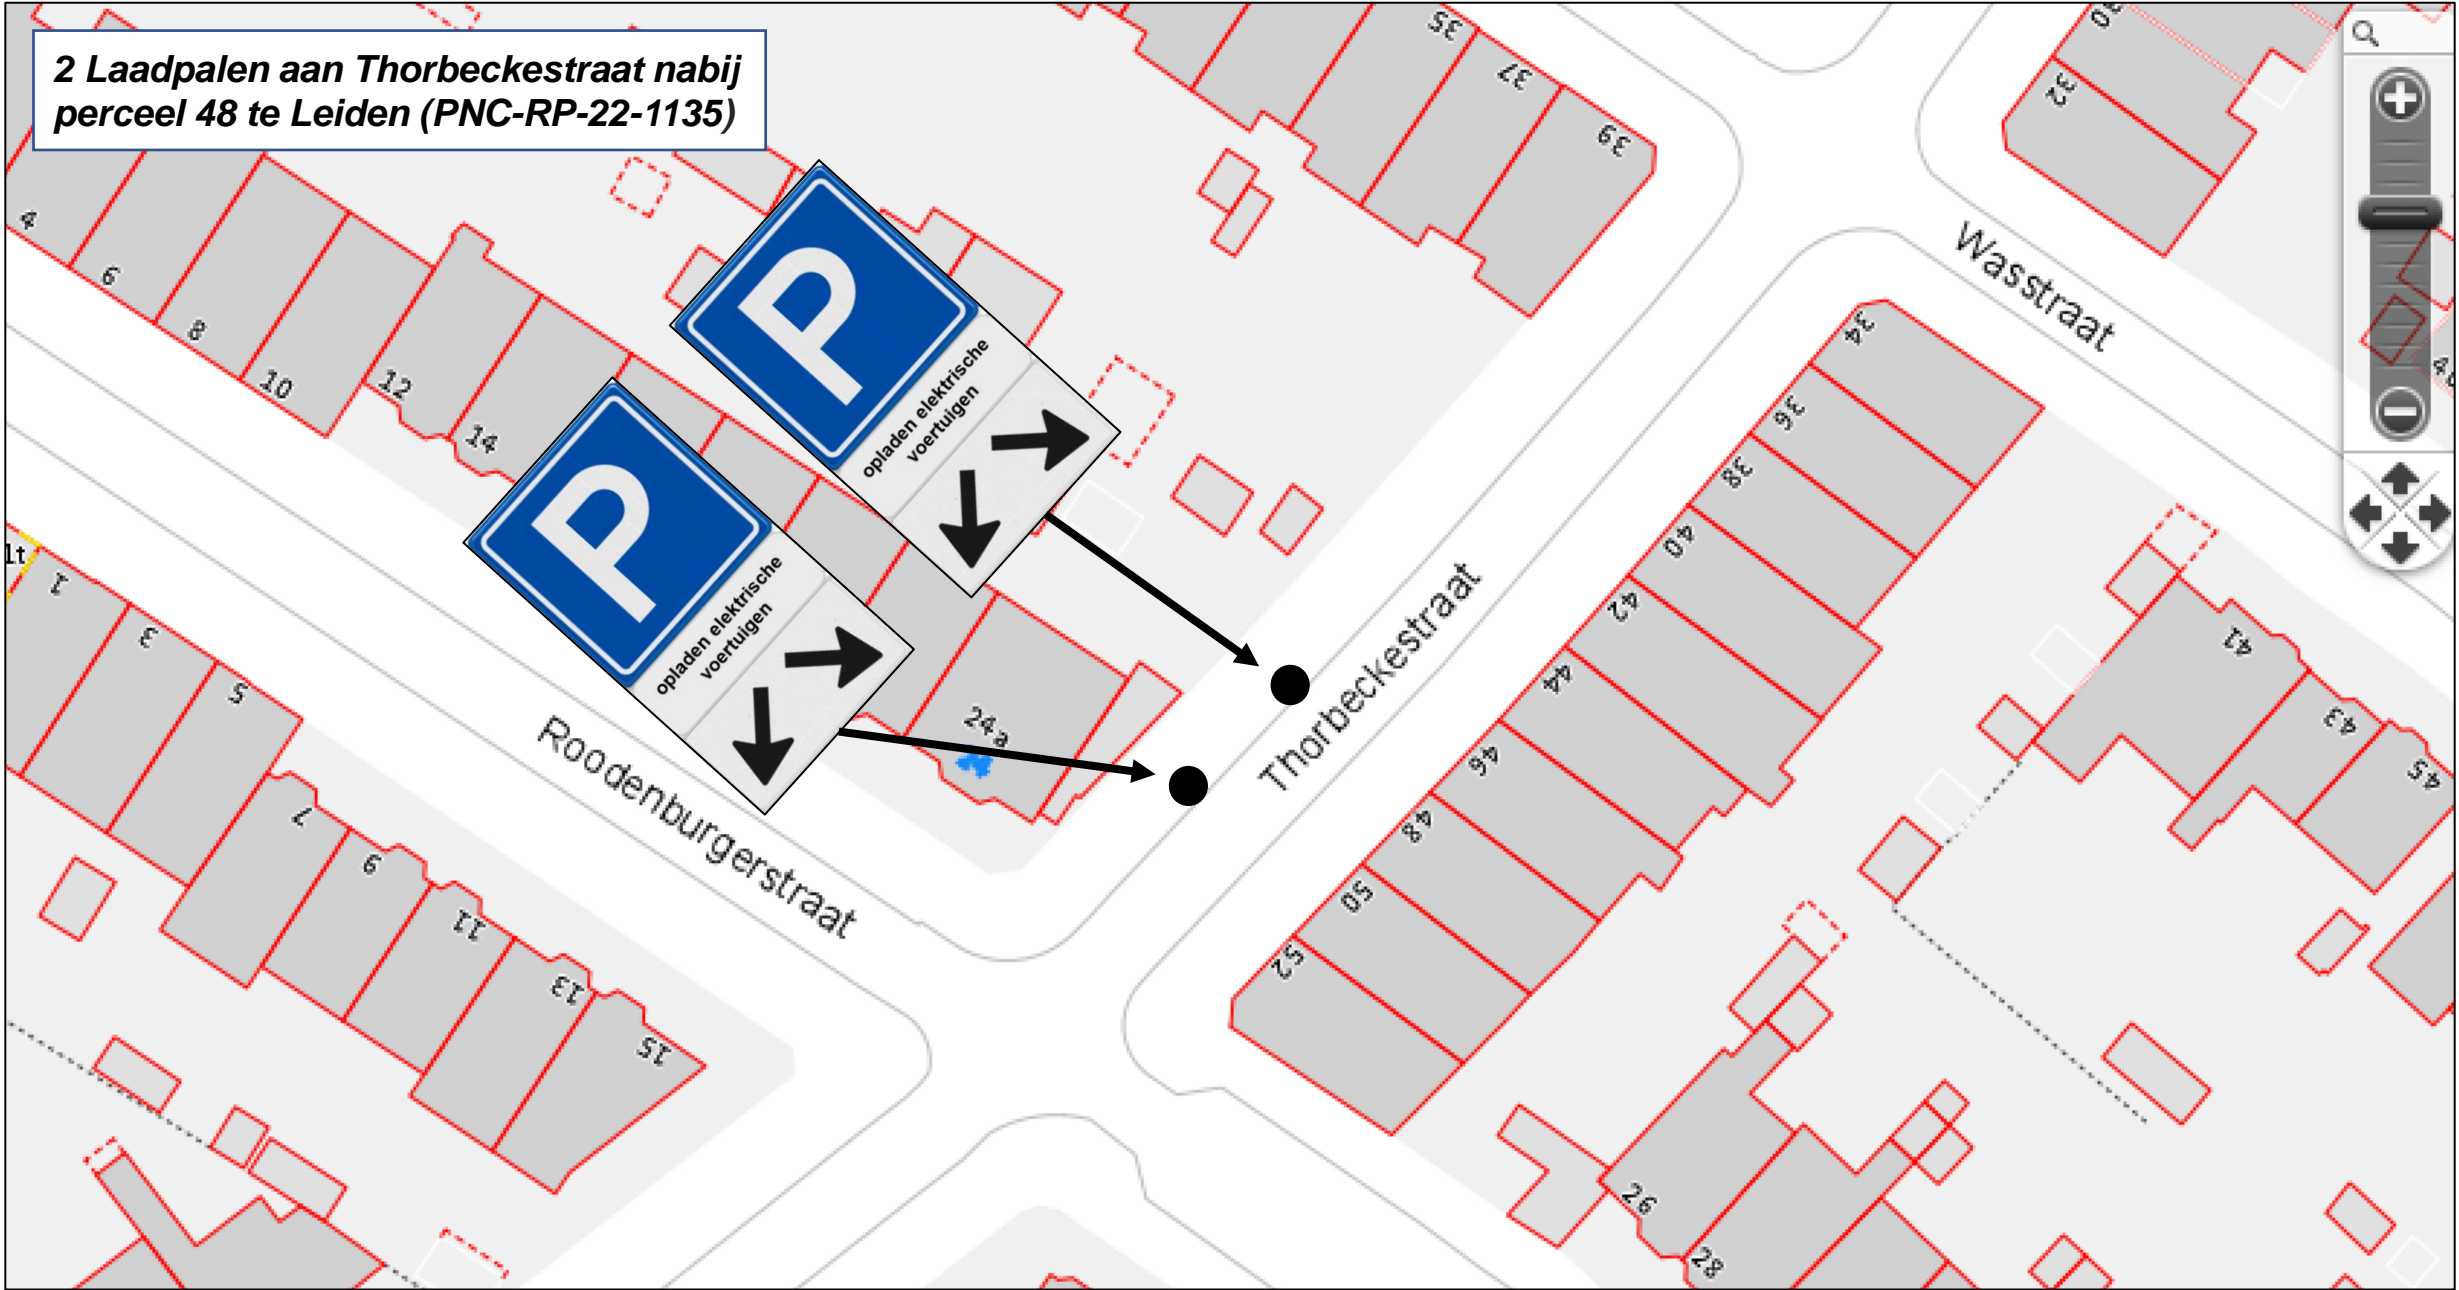 2 Laadpalen aan Thorbeckestraat nabij
perceel 48 te Leiden (PNC-RP-22-1135)
35
37
39
32
Wasstraat
4
6
8
10
12
14
P
opladen elektrische
voertuigen
P
opladen elektrische
voertuigen
24a
34
36
38
40
42
44
46
48
50
52
Thorbeckestraat
Roodenburgerstraat
lt
1
3
5
7
9
11
13
15
41
43
45
26
28